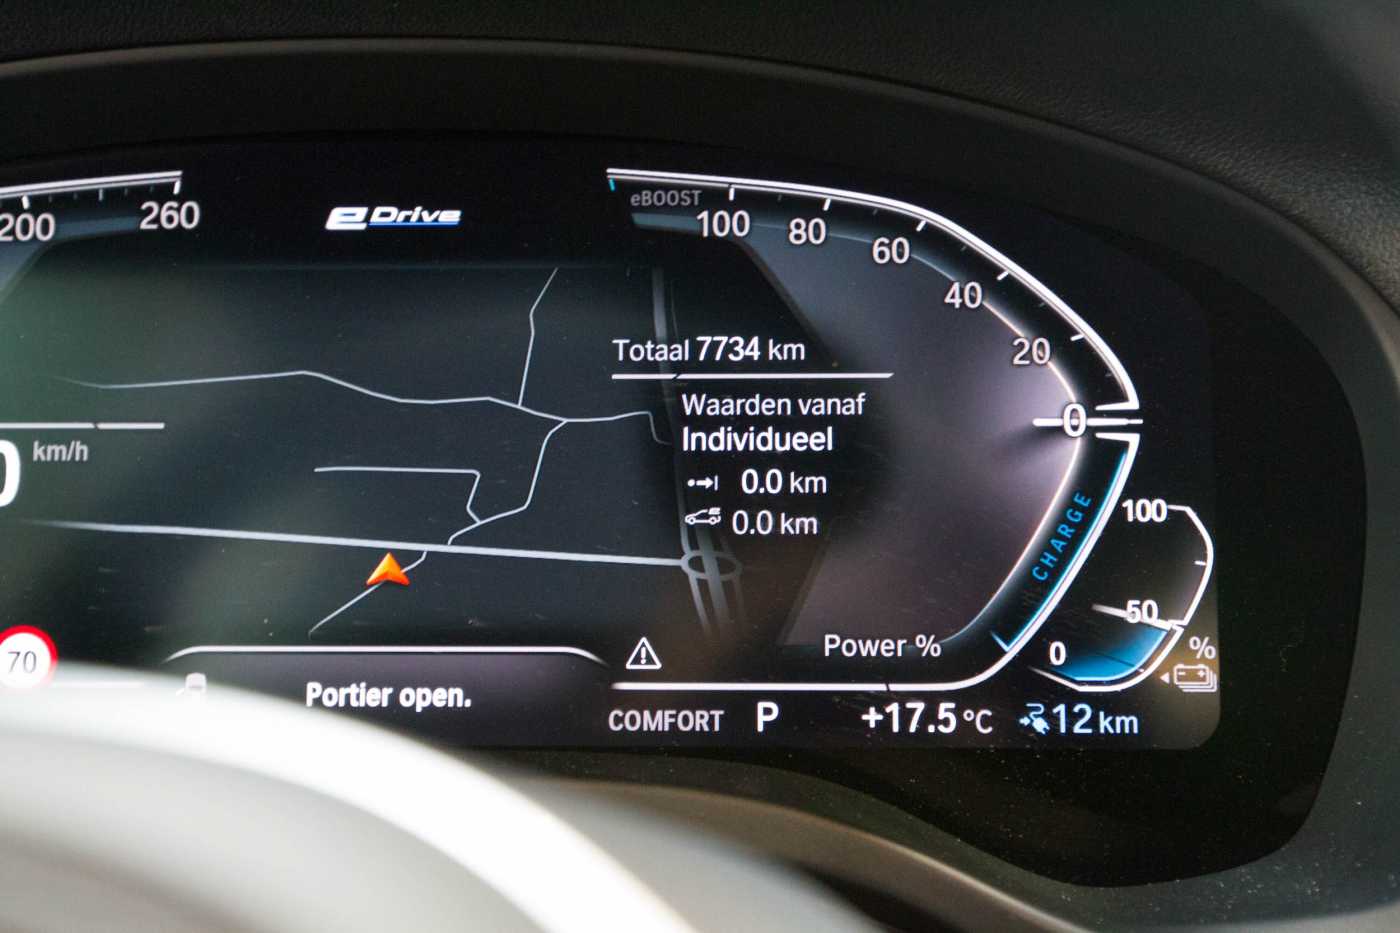 200
260
eDrive
eBOOST
100
80
60
40
20
0
Totaal 7734 km
Waarden vanaf
Individueel
0.0 km
0.0 km
0 km/h
CHARGE
100
50
0
%
70
Power %
Portier open.
COMFORT P +17.5 °C 12 km